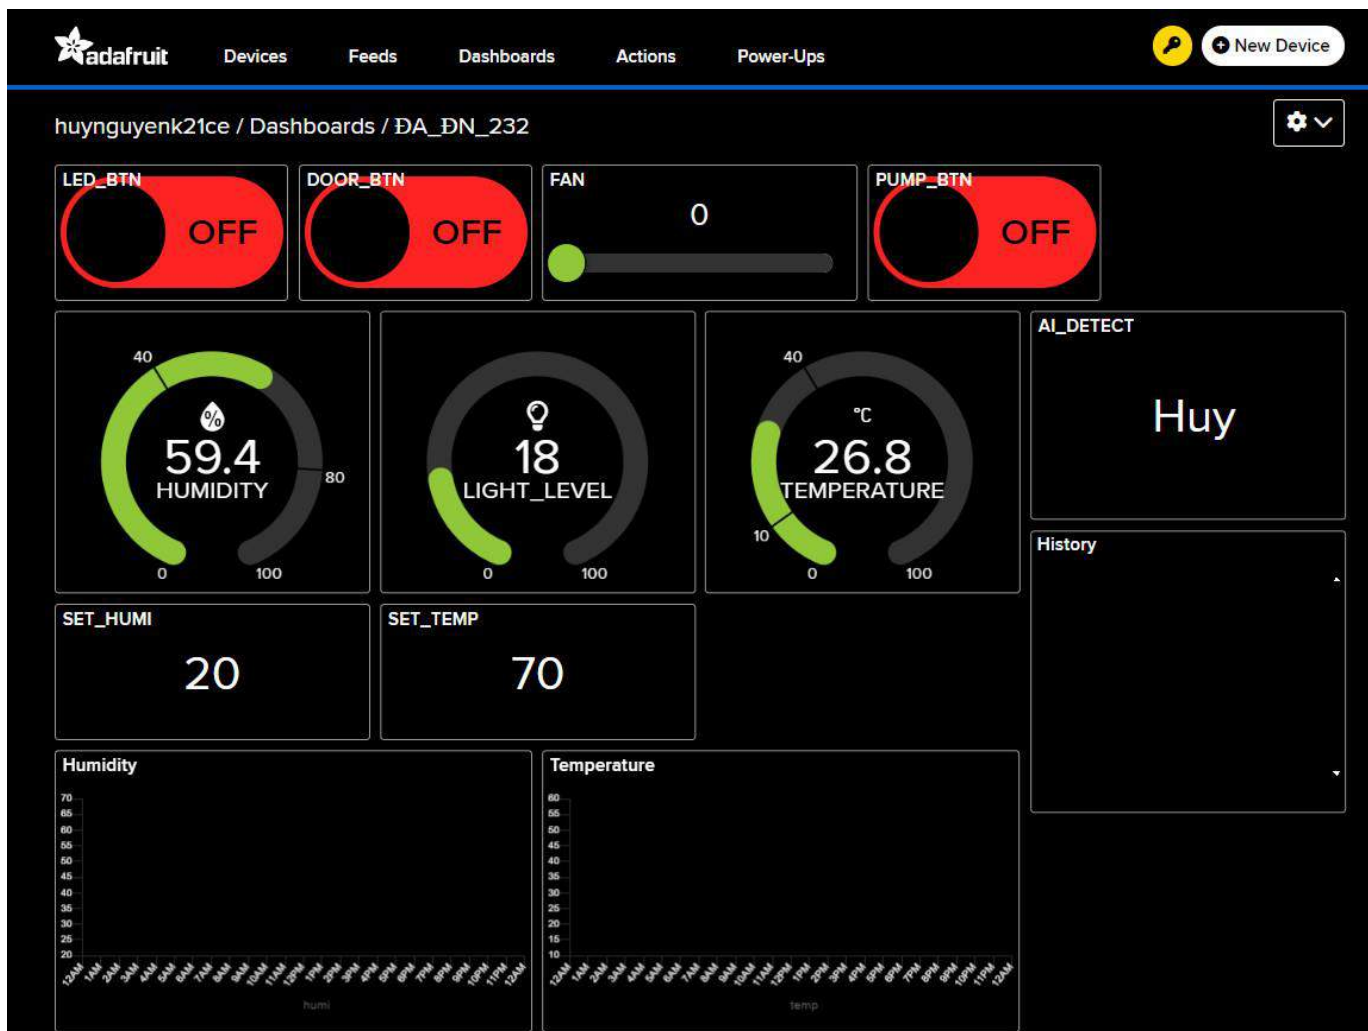 adafruit Devices Feeds Dashboards Actions Power-Ups New Device
huynguyenk21ce / Dashboards / ĐA_ĐN_232
LED_BTN
OFF
DOOR_BTN
OFF
FAN
0
PUMP_BTN
OFF
40
80
%
59.4
HUMIDITY
0
100
18
LIGHT_LEVEL
0
100
40
10
°C
26.8
TEMPERATURE
0
100
AI_DETECT
Huy
History
SET_HUMI
20
SET_TEMP
70
Humidity
70
65
60
55
50
45
40
35
30
25
20
12AM 1AM 2AM 3AM 4AM 5AM 6AM 7AM 8AM 9AM 10AM 11AM 12PM 1PM 2PM 3PM 4PM 5PM 6PM 7PM 8PM 9PM 10PM 11PM 12AM
humi
Temperature
60
55
50
45
40
35
30
25
20
15
10
12AM 1AM 2AM 3AM 4AM 5AM 6AM 7AM 8AM 9AM 10AM 11AM 12PM 1PM 2PM 3PM 4PM 5PM 6PM 7PM 8PM 9PM 10PM 11PM 12AM
temp